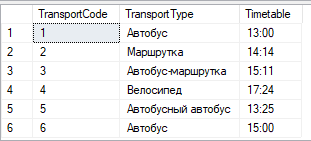 TransportCode TransportType Timetable
1 1 Автобус 13:00
2 2 Маршрутка 14:14
3 3 Автобус-маршрутка 15:11
4 4 Велосипед 17:24
5 5 Автобусный автобус 13:25
6 6 Автобус 15:00